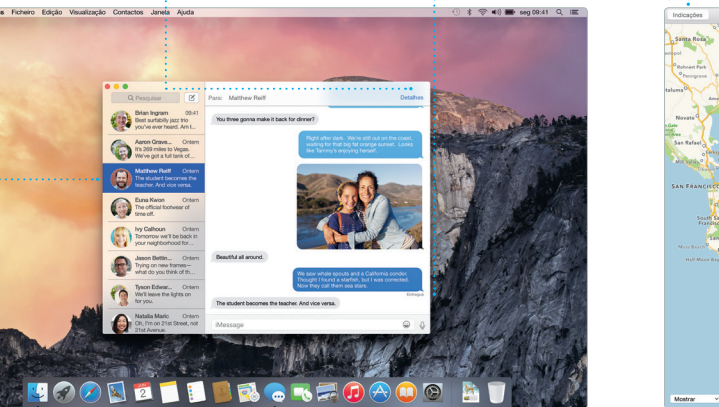 Ficheiro Edição Visualização Contactos Janela Ajuda
seg 09:41
Pesquisar
Para: Matthew Reiff
Detalhes
Brian Ingram 09:41
Best surfabilly jazz trio
you've ever heard. Am I...
Aaron Grave... Ontem
It's 269 miles to Vegas.
We've got a full tank of...
Matthew Reiff Ontem
The student becomes the
teacher. And vice versa.
Euna Kwon Ontem
The official footwear of
time off.
Ivy Calhoun Ontem
Tomorrow we'll be back in
your neighborhood for...
Jason Bettin... Ontem
Trying on new frames—
what do you think of th...
Tyson Edwar... Ontem
We'll leave the lights on
for you.
Natalia Maric Ontem
Oh, I'm on 21st Street, not
21st Avenue.
You three gonna make it back for dinner?
Right after dark. We're still out on the coast,
waiting for that big fat orange sunset. Looks
like Tammy's enjoying herself.
Beautiful all around.
We saw whale spouts and a California condor.
Thought I found a starfish, but I was corrected.
Now they call them sea stars.
Entregue
The student becomes the teacher. And vice versa.
iMessage
2
Indicações
Santa Rosa
Rohnert Park
Penngrove
Novato
San Rafael
SAN FRANCISC
South Sa
Francisc
Half Moon Bay
Mostrar